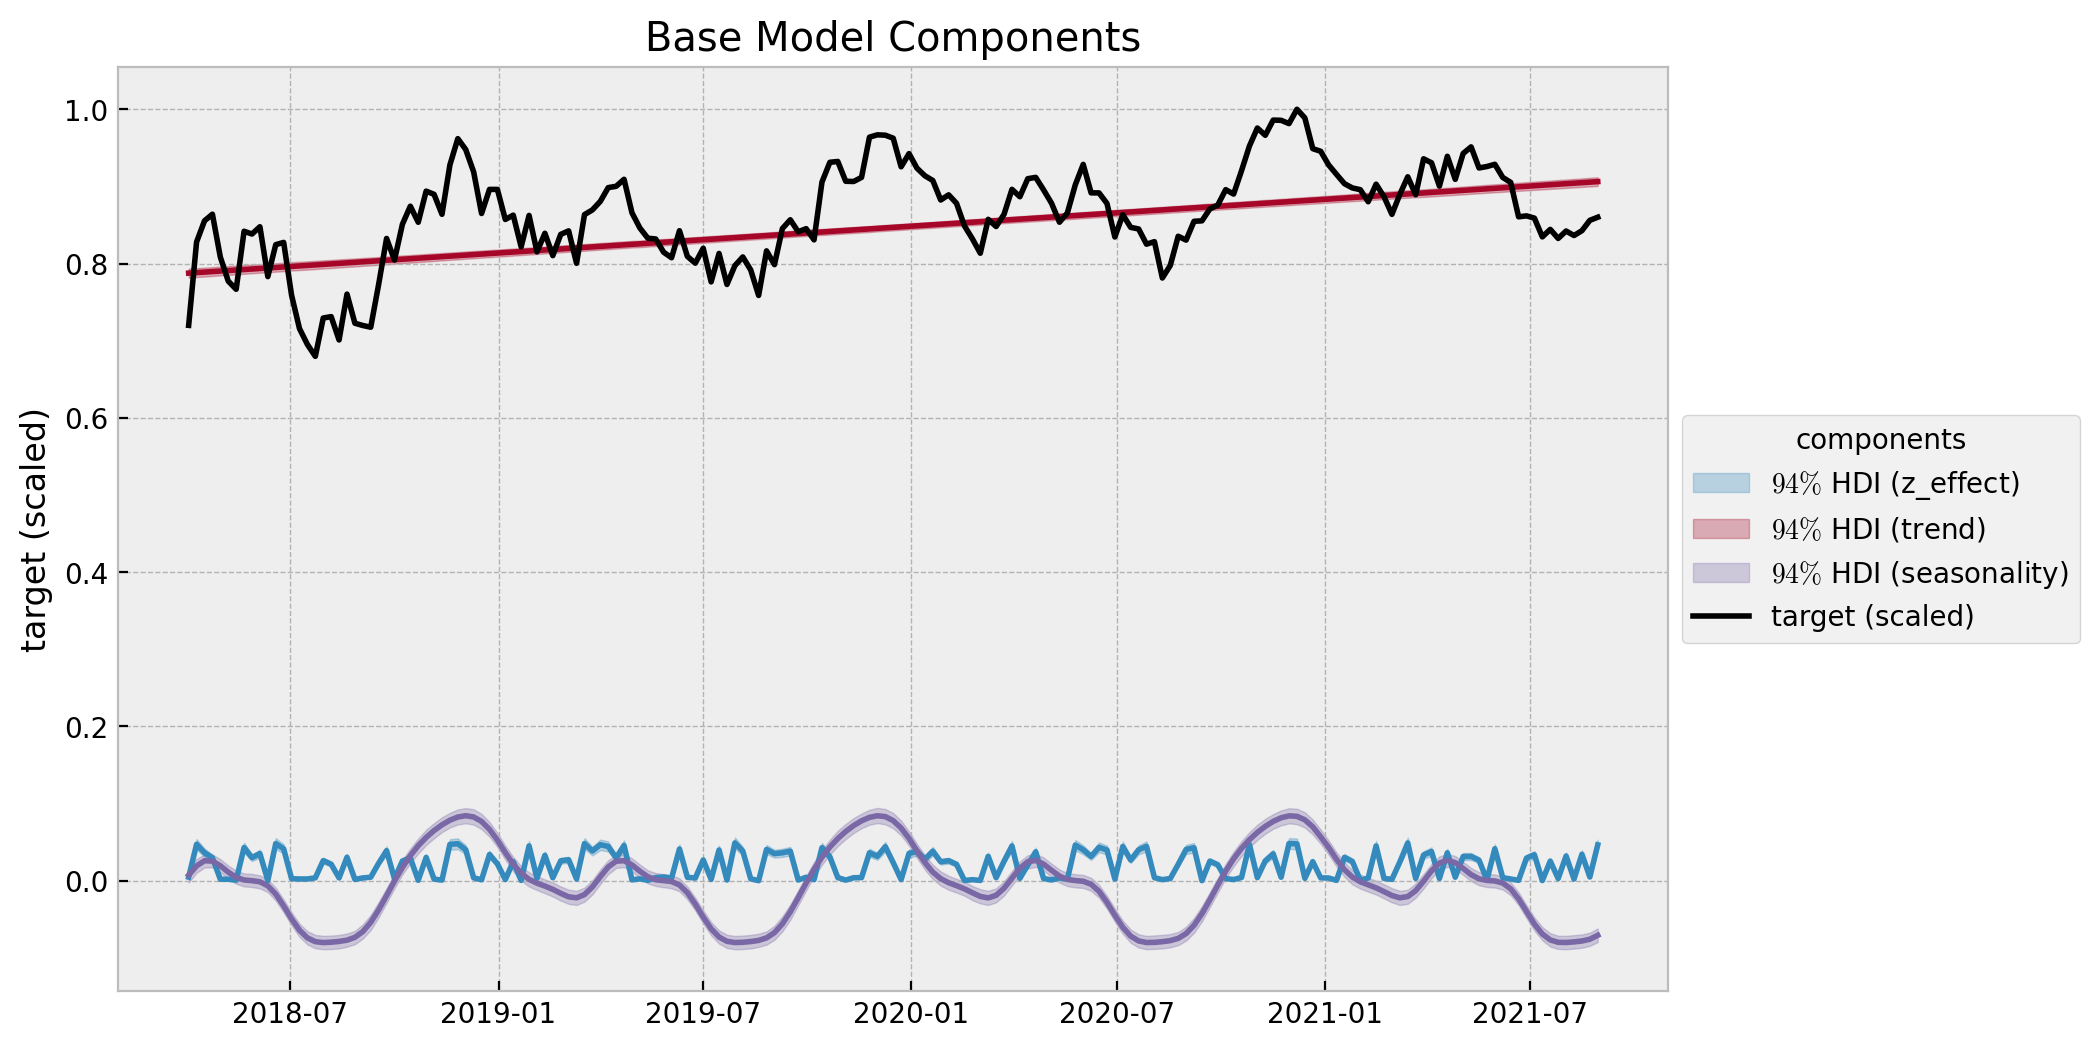 Base Model Components
target (scaled)
1.0
0.8
0.6
0.4
0.2
0.0
2018-07 2019-01 2019-07 2020-01 2020-07 2021-01 2021-07
components
94% HDI (z_effect)
94% HDI (trend)
94% HDI (seasonality)
target (scaled)